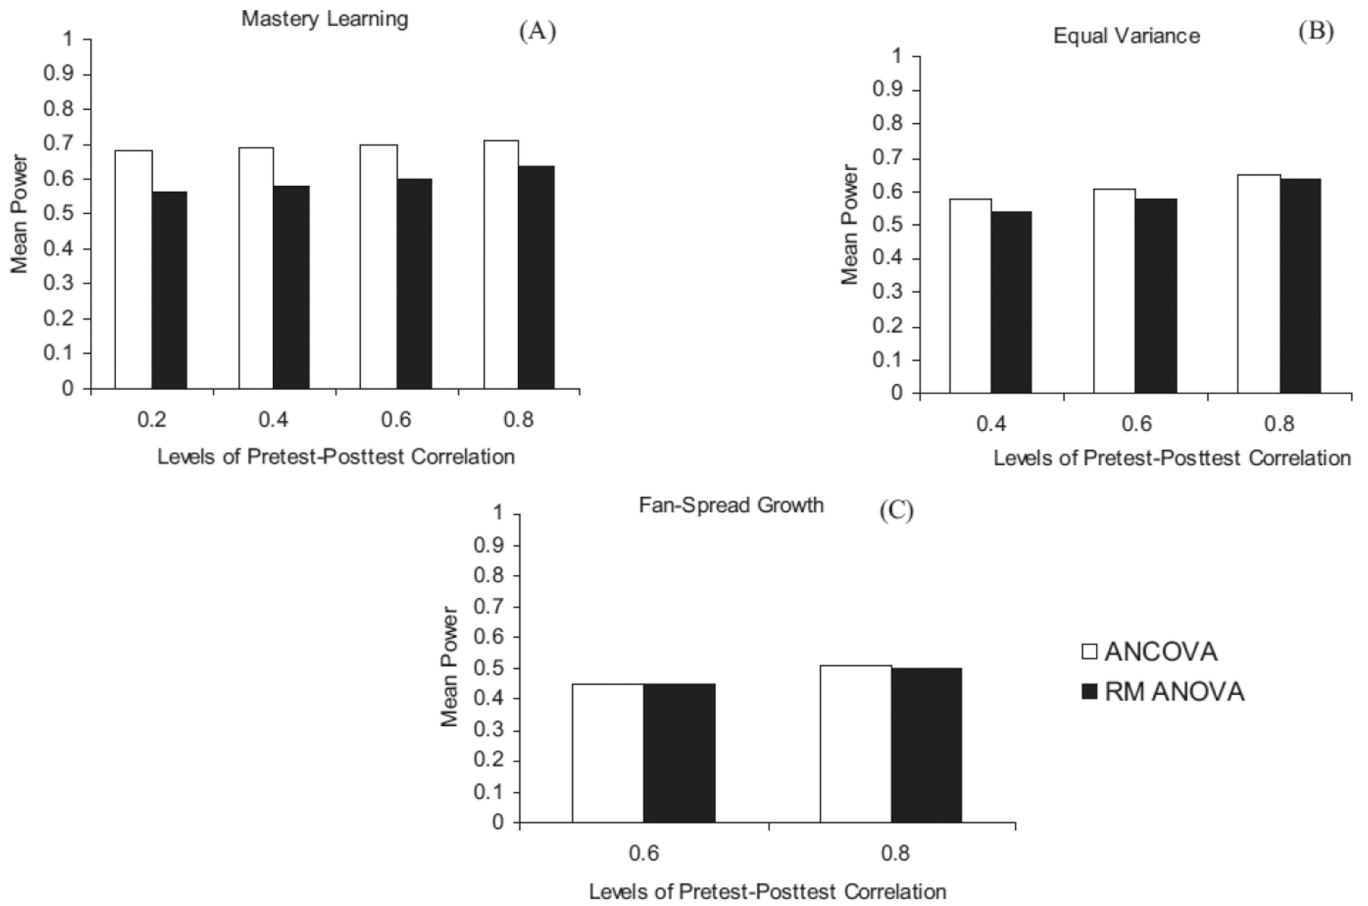 Mastery Learning
(A)
1
0.9
0.8
0.7
0.6
0.5
0.4
0.3
0.2
0.1
0
Mean Power
0.2 0.4 0.6 0.8
Levels of Pretest-Posttest Correlation
Equal Variance
(B)
1
0.9
0.8
0.7
0.6
0.5
0.4
0.3
0.2
0.1
0
Mean Power
0.4 0.6 0.8
Levels of Pretest-Posttest Correlation
Fan-Spread Growth
(C)
1
0.9
0.8
0.7
0.6
0.5
0.4
0.3
0.2
0.1
0
Mean Power
0.6 0.8
Levels of Pretest-Posttest Correlation
ANCOVA
RM ANOVA